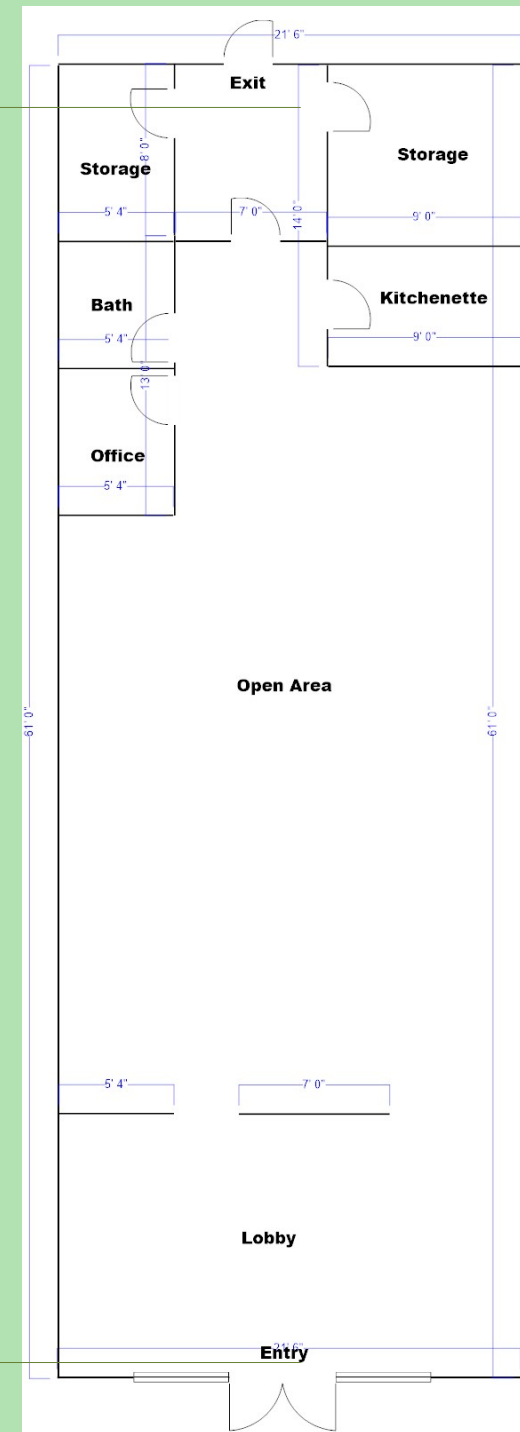 21' 6"
Exit
Storage
8' 0"
Storage
5' 4"
7' 0"
14' 0"
9' 0"
Bath
Kitchenette
5' 4"
9' 0"
13' 0"
Office
5' 4"
Open Area
61' 0"
61' 0"
5' 4"
7' 0"
Lobby
21' 6"
Entry